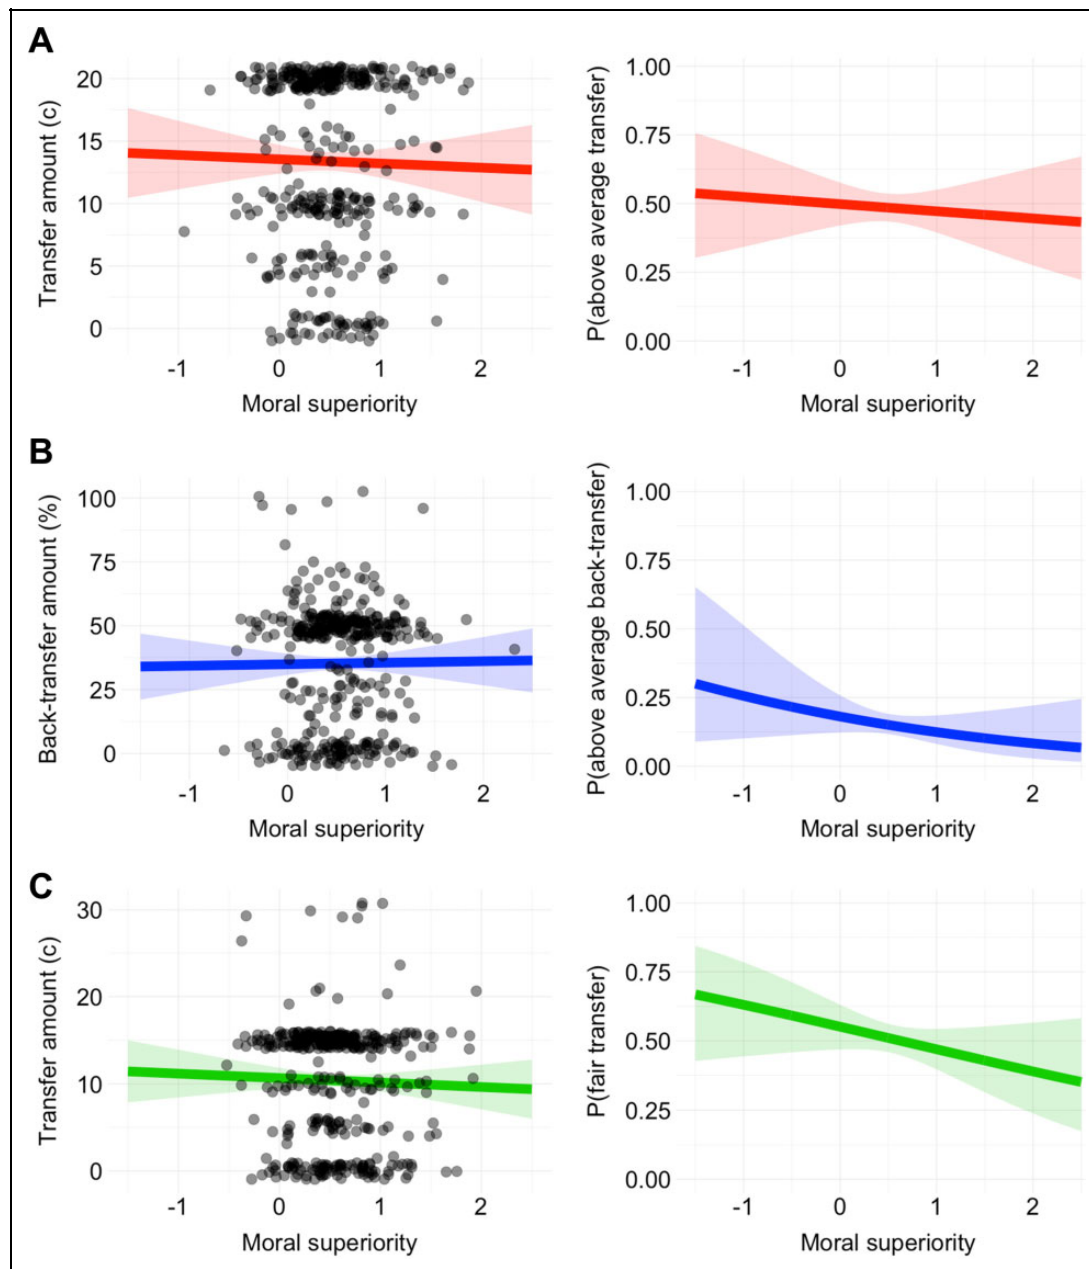 A
Transfer amount (c)
20
15
10
5
0
-1 0 1 2
Moral superiority
P(above average transfer)
1.00
0.75
0.50
0.25
0.00
-1 0 1 2
Moral superiority
B
Back-transfer amount (%)
100
75
50
25
0
-1 0 1 2
Moral superiority
P(above average back-transfer)
1.00
0.75
0.50
0.25
0.00
-1 0 1 2
Moral superiority
C
Transfer amount (c)
30
20
10
0
-1 0 1 2
Moral superiority
P(fair transfer)
1.00
0.75
0.50
0.25
0.00
-1 0 1 2
Moral superiority